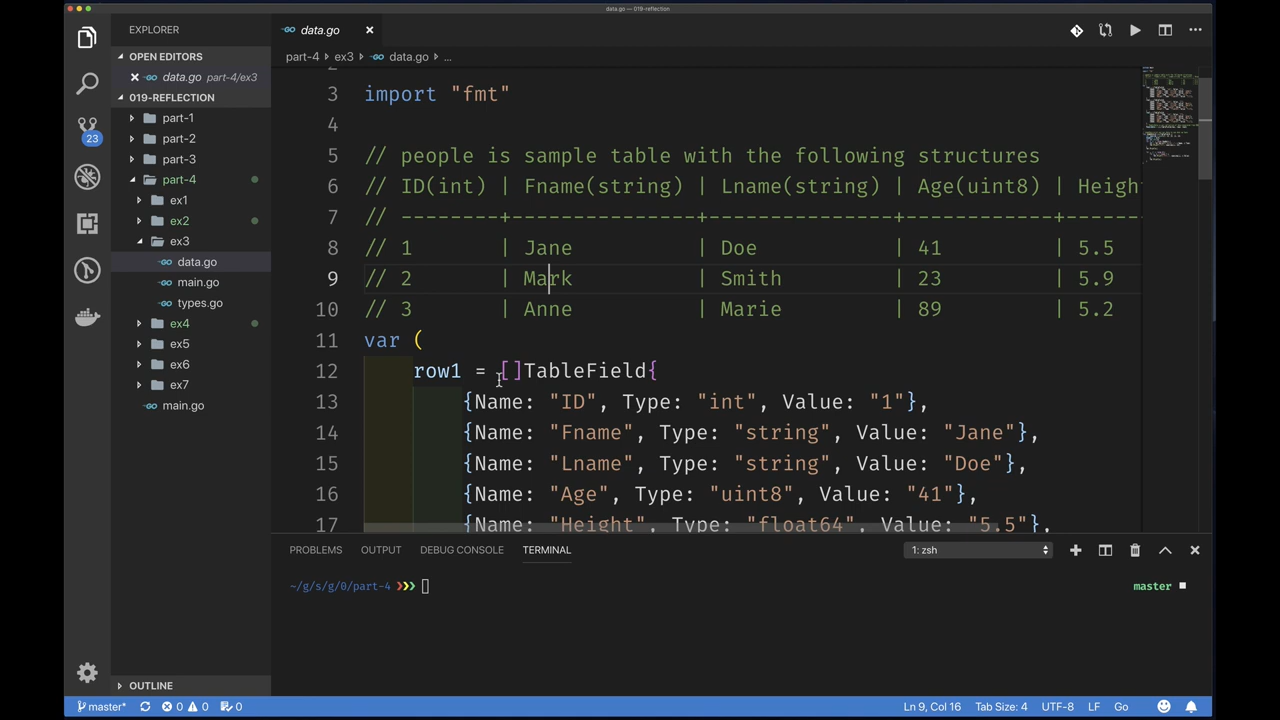 data.go — 019-reflection
EXPLORER
OPEN EDITORS
data.go part-4/ex3
019-REFLECTION
part-1
part-2
part-3
part-4
ex1
ex2
ex3
data.go
main.go
types.go
ex4
ex5
ex6
ex7
main.go
OUTLINE
23
data.go
part-4 ex3 data.go ...
3 import "fmt"
4
5 // people is sample table with the following structures
6 // ID(int) | Fname(string) | Lname(string) | Age(uint8) | Height
7 // --------+----------------+---------------+------------+-------
8 // 1 | Jane | Doe | 41 | 5.5
9 // 2 | Mark | Smith | 23 | 5.9
10 // 3 | Anne | Marie | 89 | 5.2
11 var (
12 row1 = []TableField{
13 {Name: "ID", Type: "int", Value: "1"},
14 {Name: "Fname", Type: "string", Value: "Jane"},
15 {Name: "Lname", Type: "string", Value: "Doe"},
16 {Name: "Age", Type: "uint8", Value: "41"},
17 {Name: "Height", Type: "float64", Value: "5.5"},
PROBLEMS OUTPUT DEBUG CONSOLE TERMINAL 1: zsh
~/g/s/g/0/part-4 ❯❯❯ master
master* 0 0 0 Ln 9, Col 16 Tab Size: 4 UTF-8 LF Go